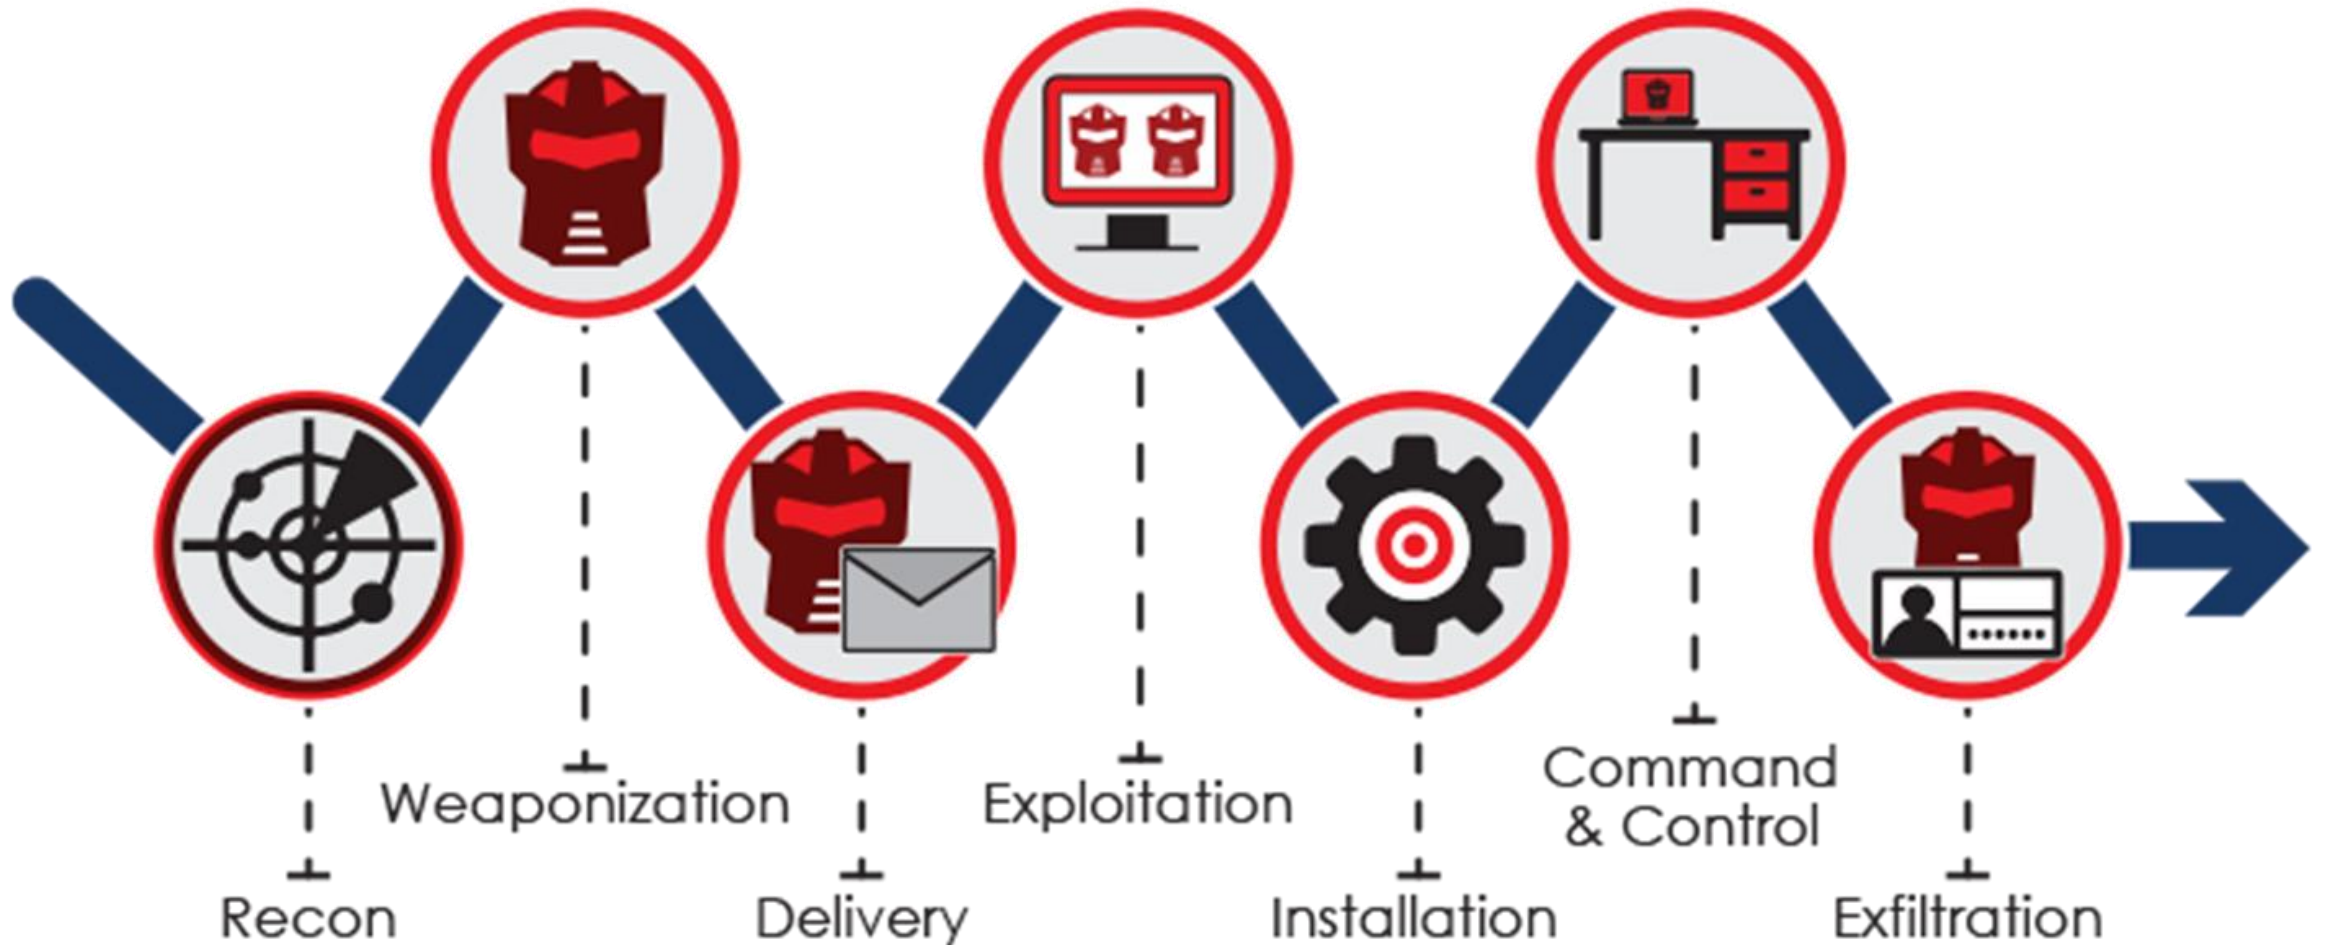 Recon
Weaponization
Delivery
Exploitation
Installation
Command
& Control
Exfiltration